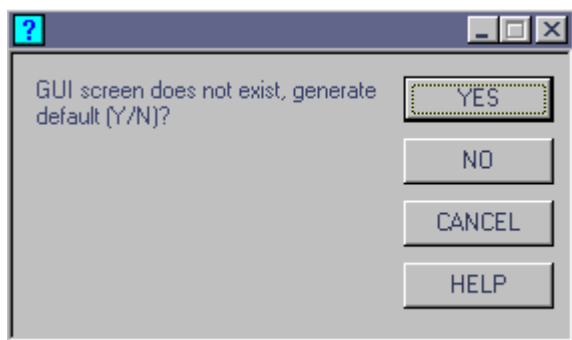 ?
GUI screen does not exist, generate
default (Y/N)?
YES
NO
CANCEL
HELP